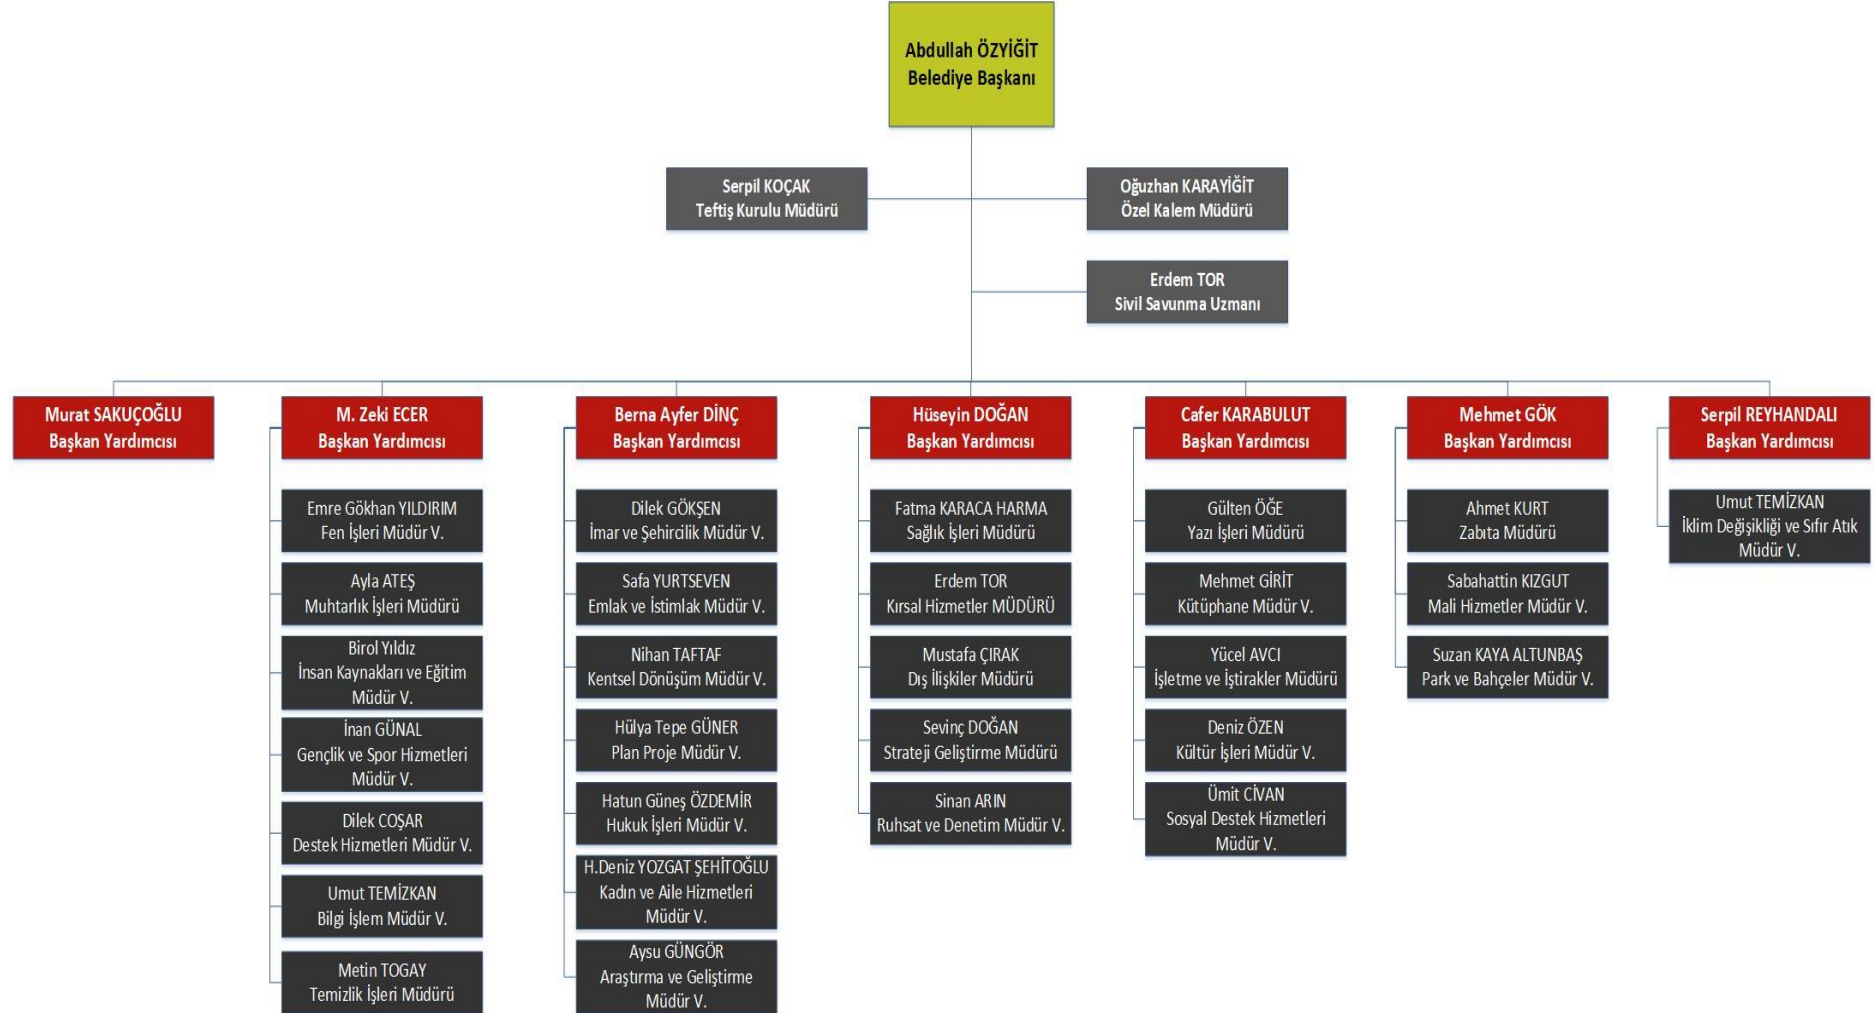 Abdullah ÖZYİĞİT
Belediye Başkanı
Serpil KOÇAK
Teftiş Kurulu Müdürü
Oğuzhan KARAYİĞİT
Özel Kalem Müdürü
Erdem TOR
Sivil Savunma Uzmanı
Murat SAKUÇOĞLU
Başkan Yardımcısı
M. Zeki ECER
Başkan Yardımcısı
Emre Gökhan YILDIRIM
Fen İşleri Müdür V.
Ayla ATEŞ
Muhtarlık İşleri Müdürü
Birol Yıldız
İnsan Kaynakları ve Eğitim
Müdür V.
İnan GÜNAL
Gençlik ve Spor Hizmetleri
Müdür V.
Dilek COŞAR
Destek Hizmetleri Müdür V.
Umut TEMİZKAN
Bilgi İşlem Müdür V.
Metin TOGAY
Temizlik İşleri Müdürü
Berna Ayfer DİNÇ
Başkan Yardımcısı
Dilek GÖKŞEN
İmar ve Şehircilik Müdür V.
Safa YURTSEVEN
Emlak ve İstimlak Müdür V.
Nihan TAFTAF
Kentsel Dönüşüm Müdür V.
Hülya Tepe GÜNER
Plan Proje Müdür V.
Hatun Güneş ÖZDEMİR
Hukuk İşleri Müdür V.
H.Deniz YOZGAT ŞEHİTOĞLU
Kadın ve Aile Hizmetleri
Müdür V.
Aysu GÜNGÖR
Araştırma ve Geliştirme
Müdür V.
Hüseyin DOĞAN
Başkan Yardımcısı
Fatma KARACA HARMA
Sağlık İşleri Müdürü
Erdem TOR
Kırsal Hizmetler MÜDÜRÜ
Mustafa ÇIRAK
Dış İlişkiler Müdürü
Sevinç DOĞAN
Strateji Geliştirme Müdürü
Sinan ARIN
Ruhsat ve Denetim Müdür V.
Cafer KARABULUT
Başkan Yardımcısı
Gülten ÖĞE
Yazı İşleri Müdürü
Mehmet GİRİT
Kütüphane Müdür V.
Yücel AVCI
İşletme ve İştirakler Müdürü
Deniz ÖZEN
Kültür İşleri Müdür V.
Ümit CİVAN
Sosyal Destek Hizmetleri
Müdür V.
Mehmet GÖK
Başkan Yardımcısı
Ahmet KURT
Zabıta Müdürü
Sabahattin KIZGUT
Mali Hizmetler Müdür V.
Suzan KAYA ALTUNBAŞ
Park ve Bahçeler Müdür V.
Serpil REYHANDALI
Başkan Yardımcısı
Umut TEMİZKAN
İklim Değişikliği ve Sıfır Atık
Müdür V.